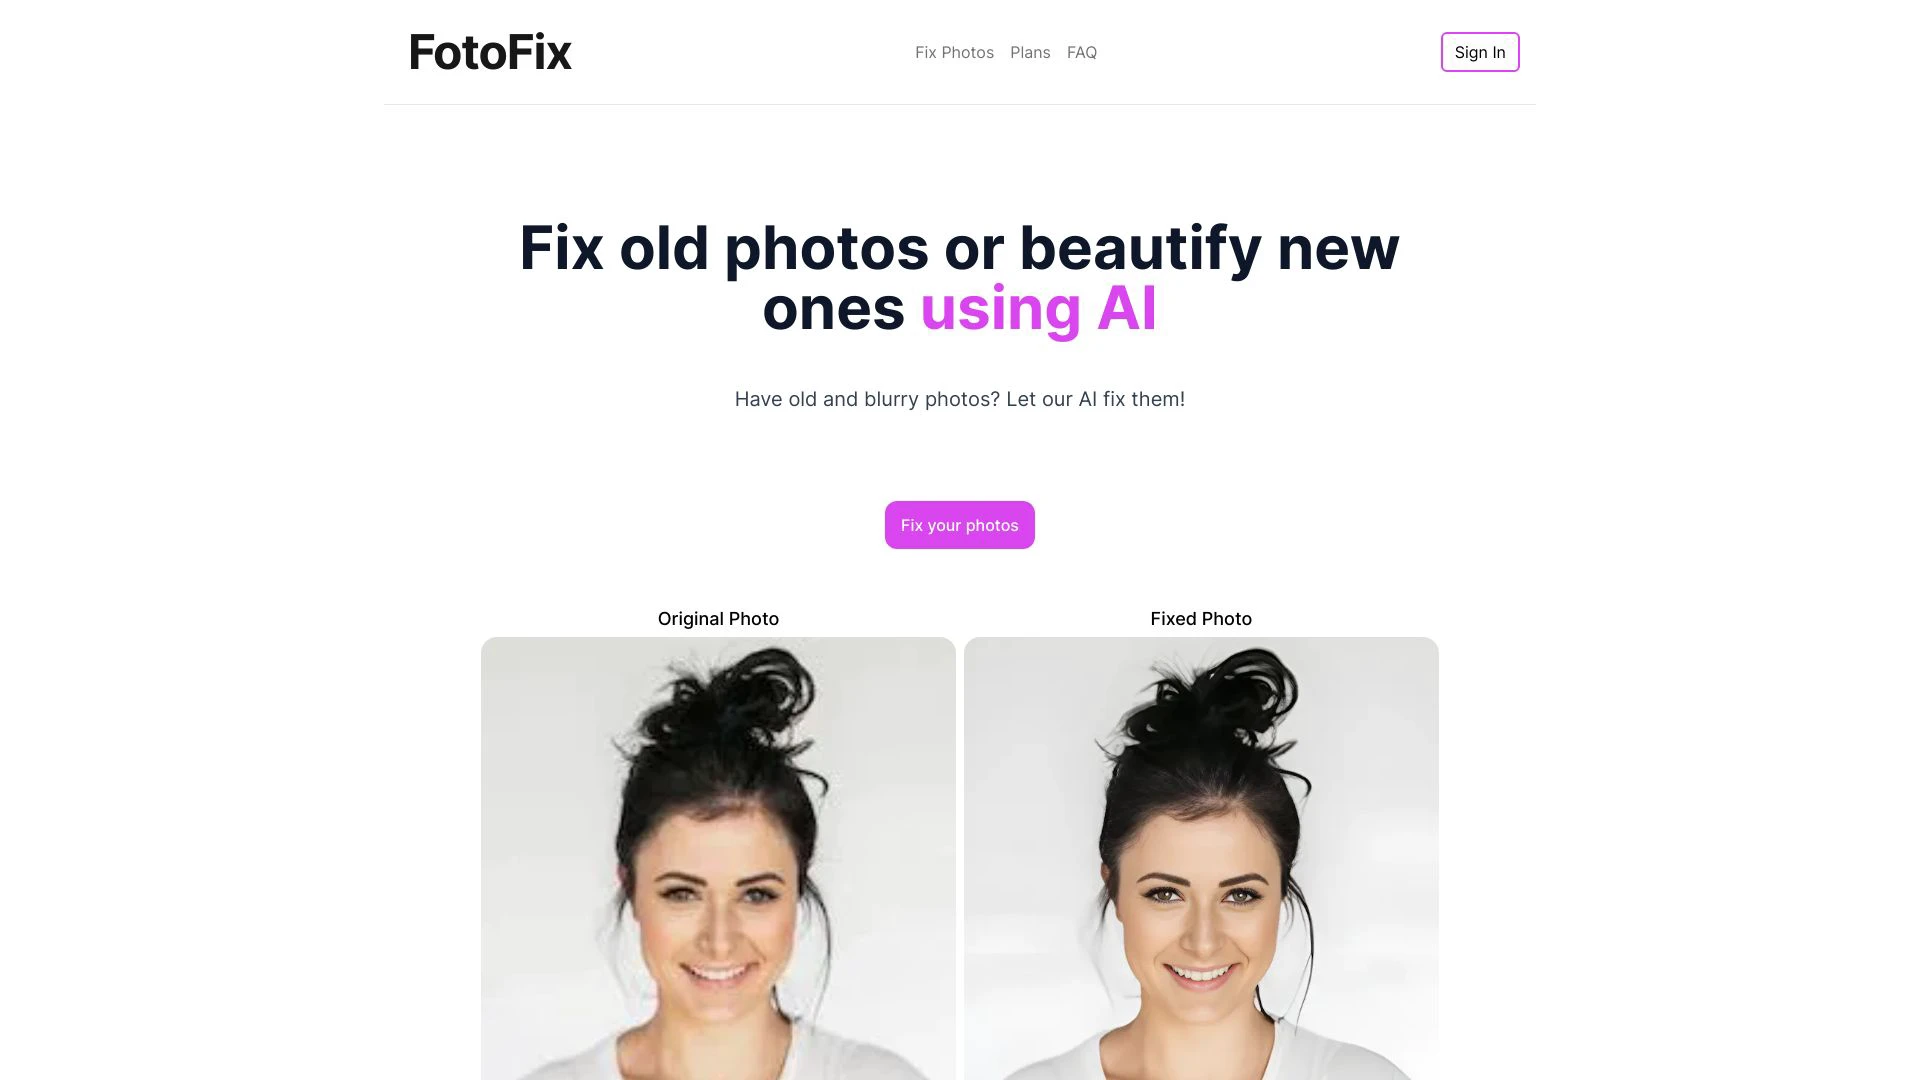 FotoFix
Fix Photos
Plans
FAQ
Sign In
Fix old photos or beautify new
ones using AI
Have old and blurry photos? Let our AI fix them!
Fix your photos
Original Photo
Fixed Photo